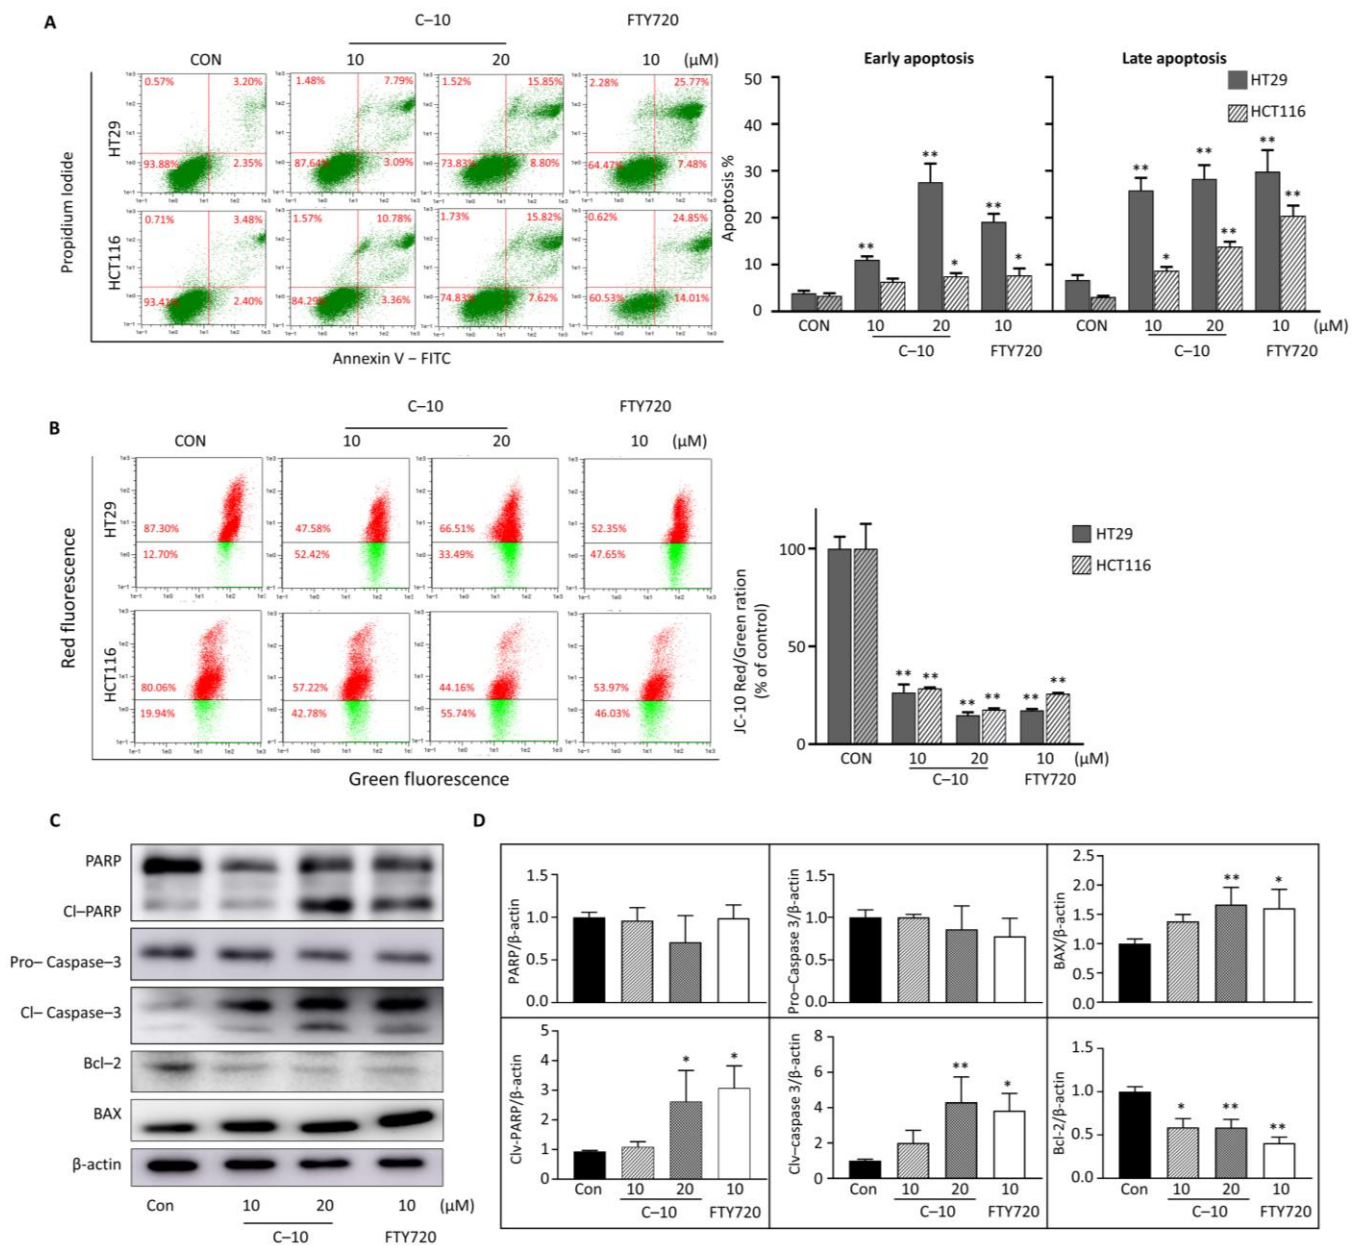 A
C–10
FTY720
CON
10
20
10
(μM)
Propidium Iodide
HT29
0.57%
3.20%
93.88%
2.35%
1.48%
7.79%
87.64%
3.09%
1.52%
15.85%
73.83%
8.80%
2.28%
25.77%
64.47%
7.48%
HCT116
0.71%
3.48%
93.41%
2.40%
1.57%
10.78%
84.29%
3.36%
1.73%
15.82%
74.83%
7.62%
0.62%
24.85%
60.53%
14.01%
Annexin V – FITC
Early apoptosis
Late apoptosis
HT29
HCT116
Apoptosis %
50
40
30
20
10
0
** ** * ** *
** * ** ** ** **
CON
10
20
10
CON
10
20
10
(μM)
C–10
FTY720
C–10
FTY720
B
C–10
FTY720
CON
10
20
10
(μM)
Red fluorescence
HT29
87.30%
12.70%
47.58%
52.42%
66.51%
33.49%
52.35%
47.65%
HCT116
80.06%
19.94%
57.22%
42.78%
44.16%
55.74%
53.97%
46.03%
Green fluorescence
HT29
HCT116
JC-10 Red/Green ration
(% of control)
100
50
0
** ** ** ** ** **
CON
10
20
10
(μM)
C–10
FTY720
C
PARP
Cl–PARP
Pro– Caspase–3
Cl– Caspase–3
Bcl–2
BAX
β-actin
Con
10
20
10
(μM)
C–10
FTY720
D
PARP/β-actin
1.5
1.0
0.5
0.0
Pro–Caspase 3/β-actin
1.5
1.0
0.5
0.0
BAX/β-actin
2.5
2.0
1.5
1.0
0.5
0.0
** *
Clv-PARP/β-actin
5
4
3
2
1
0
* *
Con
10
20
10
C–10
FTY720
Clv–caspase 3/β-actin
8
6
4
2
0
** *
Con
10
20
10
C–10
FTY720
Bcl-2/β-actin
1.5
1.0
0.5
0.0
* ** **
Con
10
20
10
C–10
FTY720